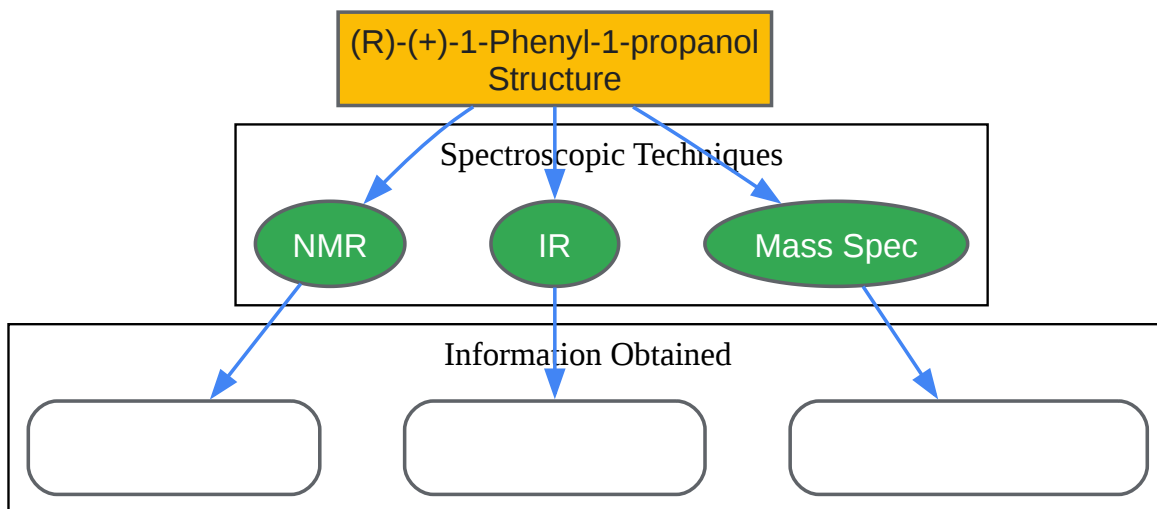 (R)-(+)-1-Phenyl-1-propanol
Structure
Spectroscopic Techniques
NMR
IR
Mass Spec
Information Obtained